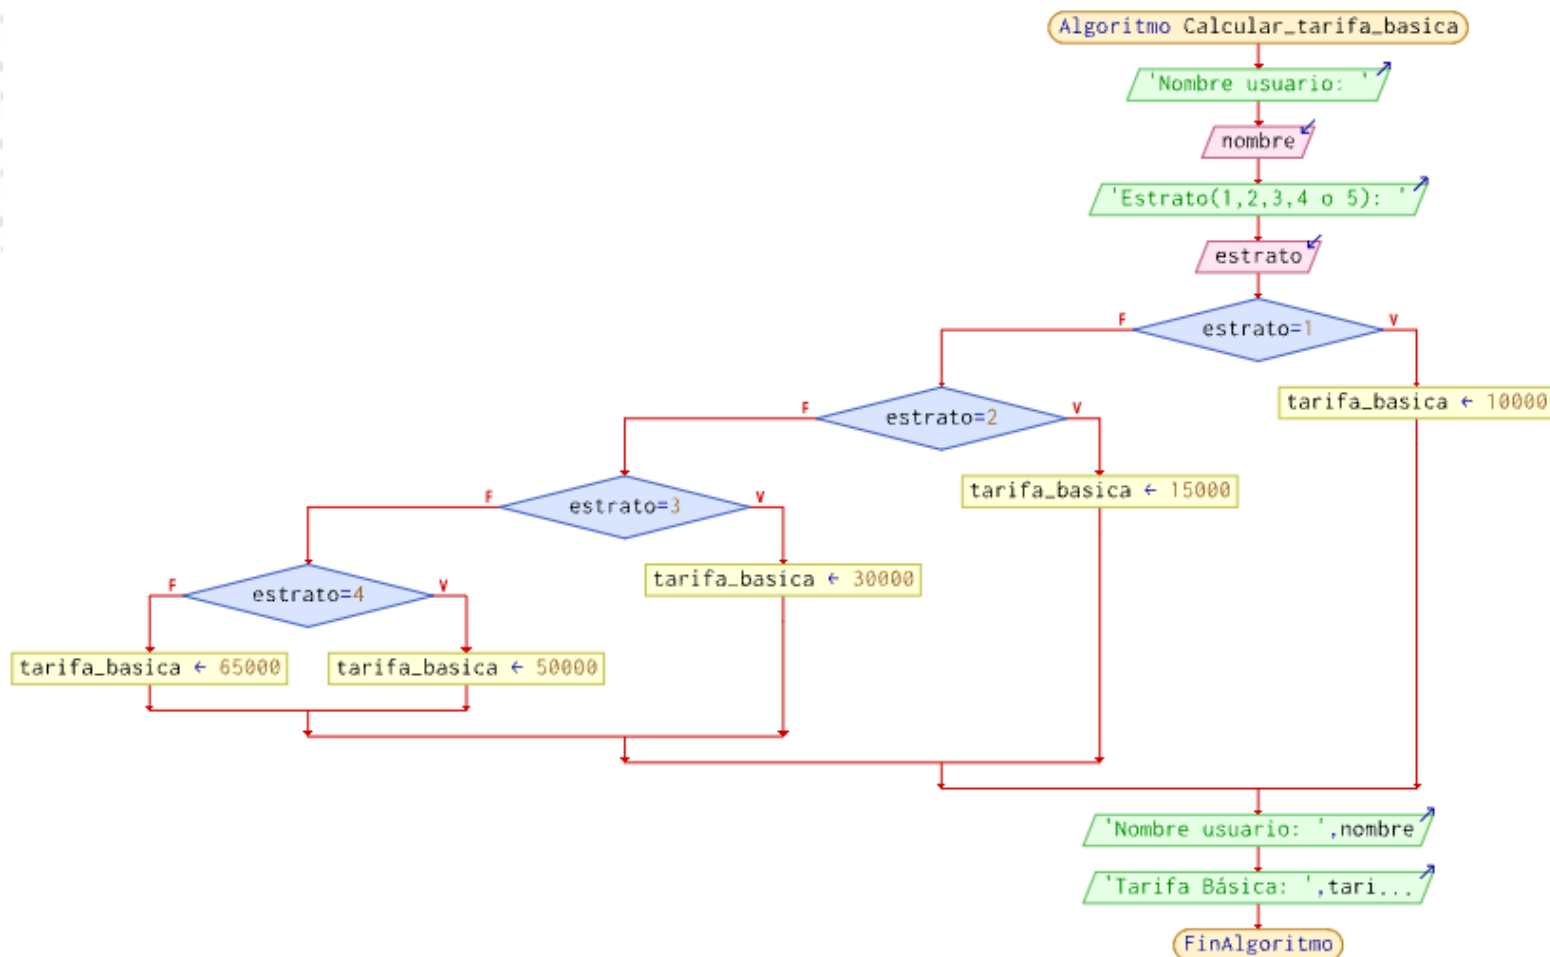 Algoritmo Calcular_tarifa_basica
'Nombre usuario: '
nombre
'Estrato(1,2,3,4 o 5): '
estrato
estrato=1
F
V
tarifa_basica ← 10000
estrato=2
F
V
tarifa_basica ← 15000
estrato=3
F
V
tarifa_basica ← 30000
estrato=4
F
V
tarifa_basica ← 65000
tarifa_basica ← 50000
'Nombre usuario: ',nombre
'Tarifa Básica: ',tari...
FinAlgoritmo